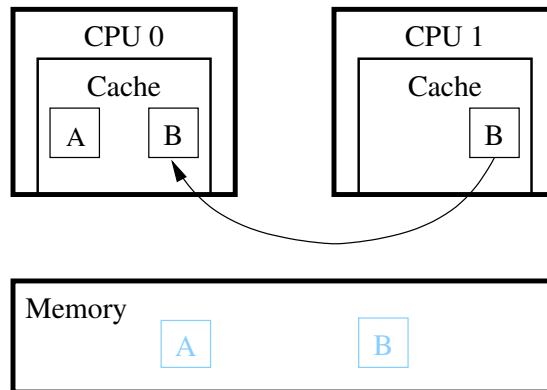 CPU 0
Cache
A B
CPU 1
Cache
B
Memory
A B